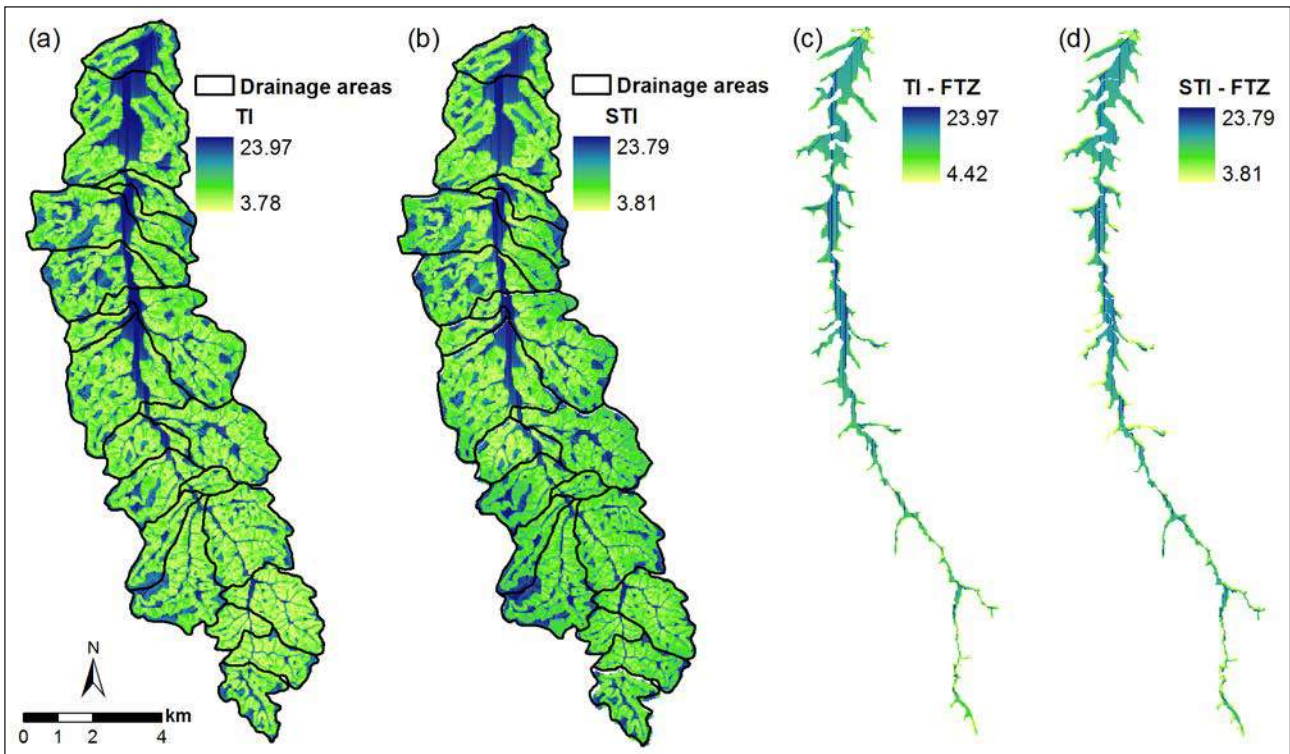 (a)
Drainage areas
TI
23.97
3.78
(b)
Drainage areas
STI
23.79
3.81
(c)
TI - FTZ
23.97
4.42
(d)
STI - FTZ
23.79
3.81
N
km
0 1 2 4